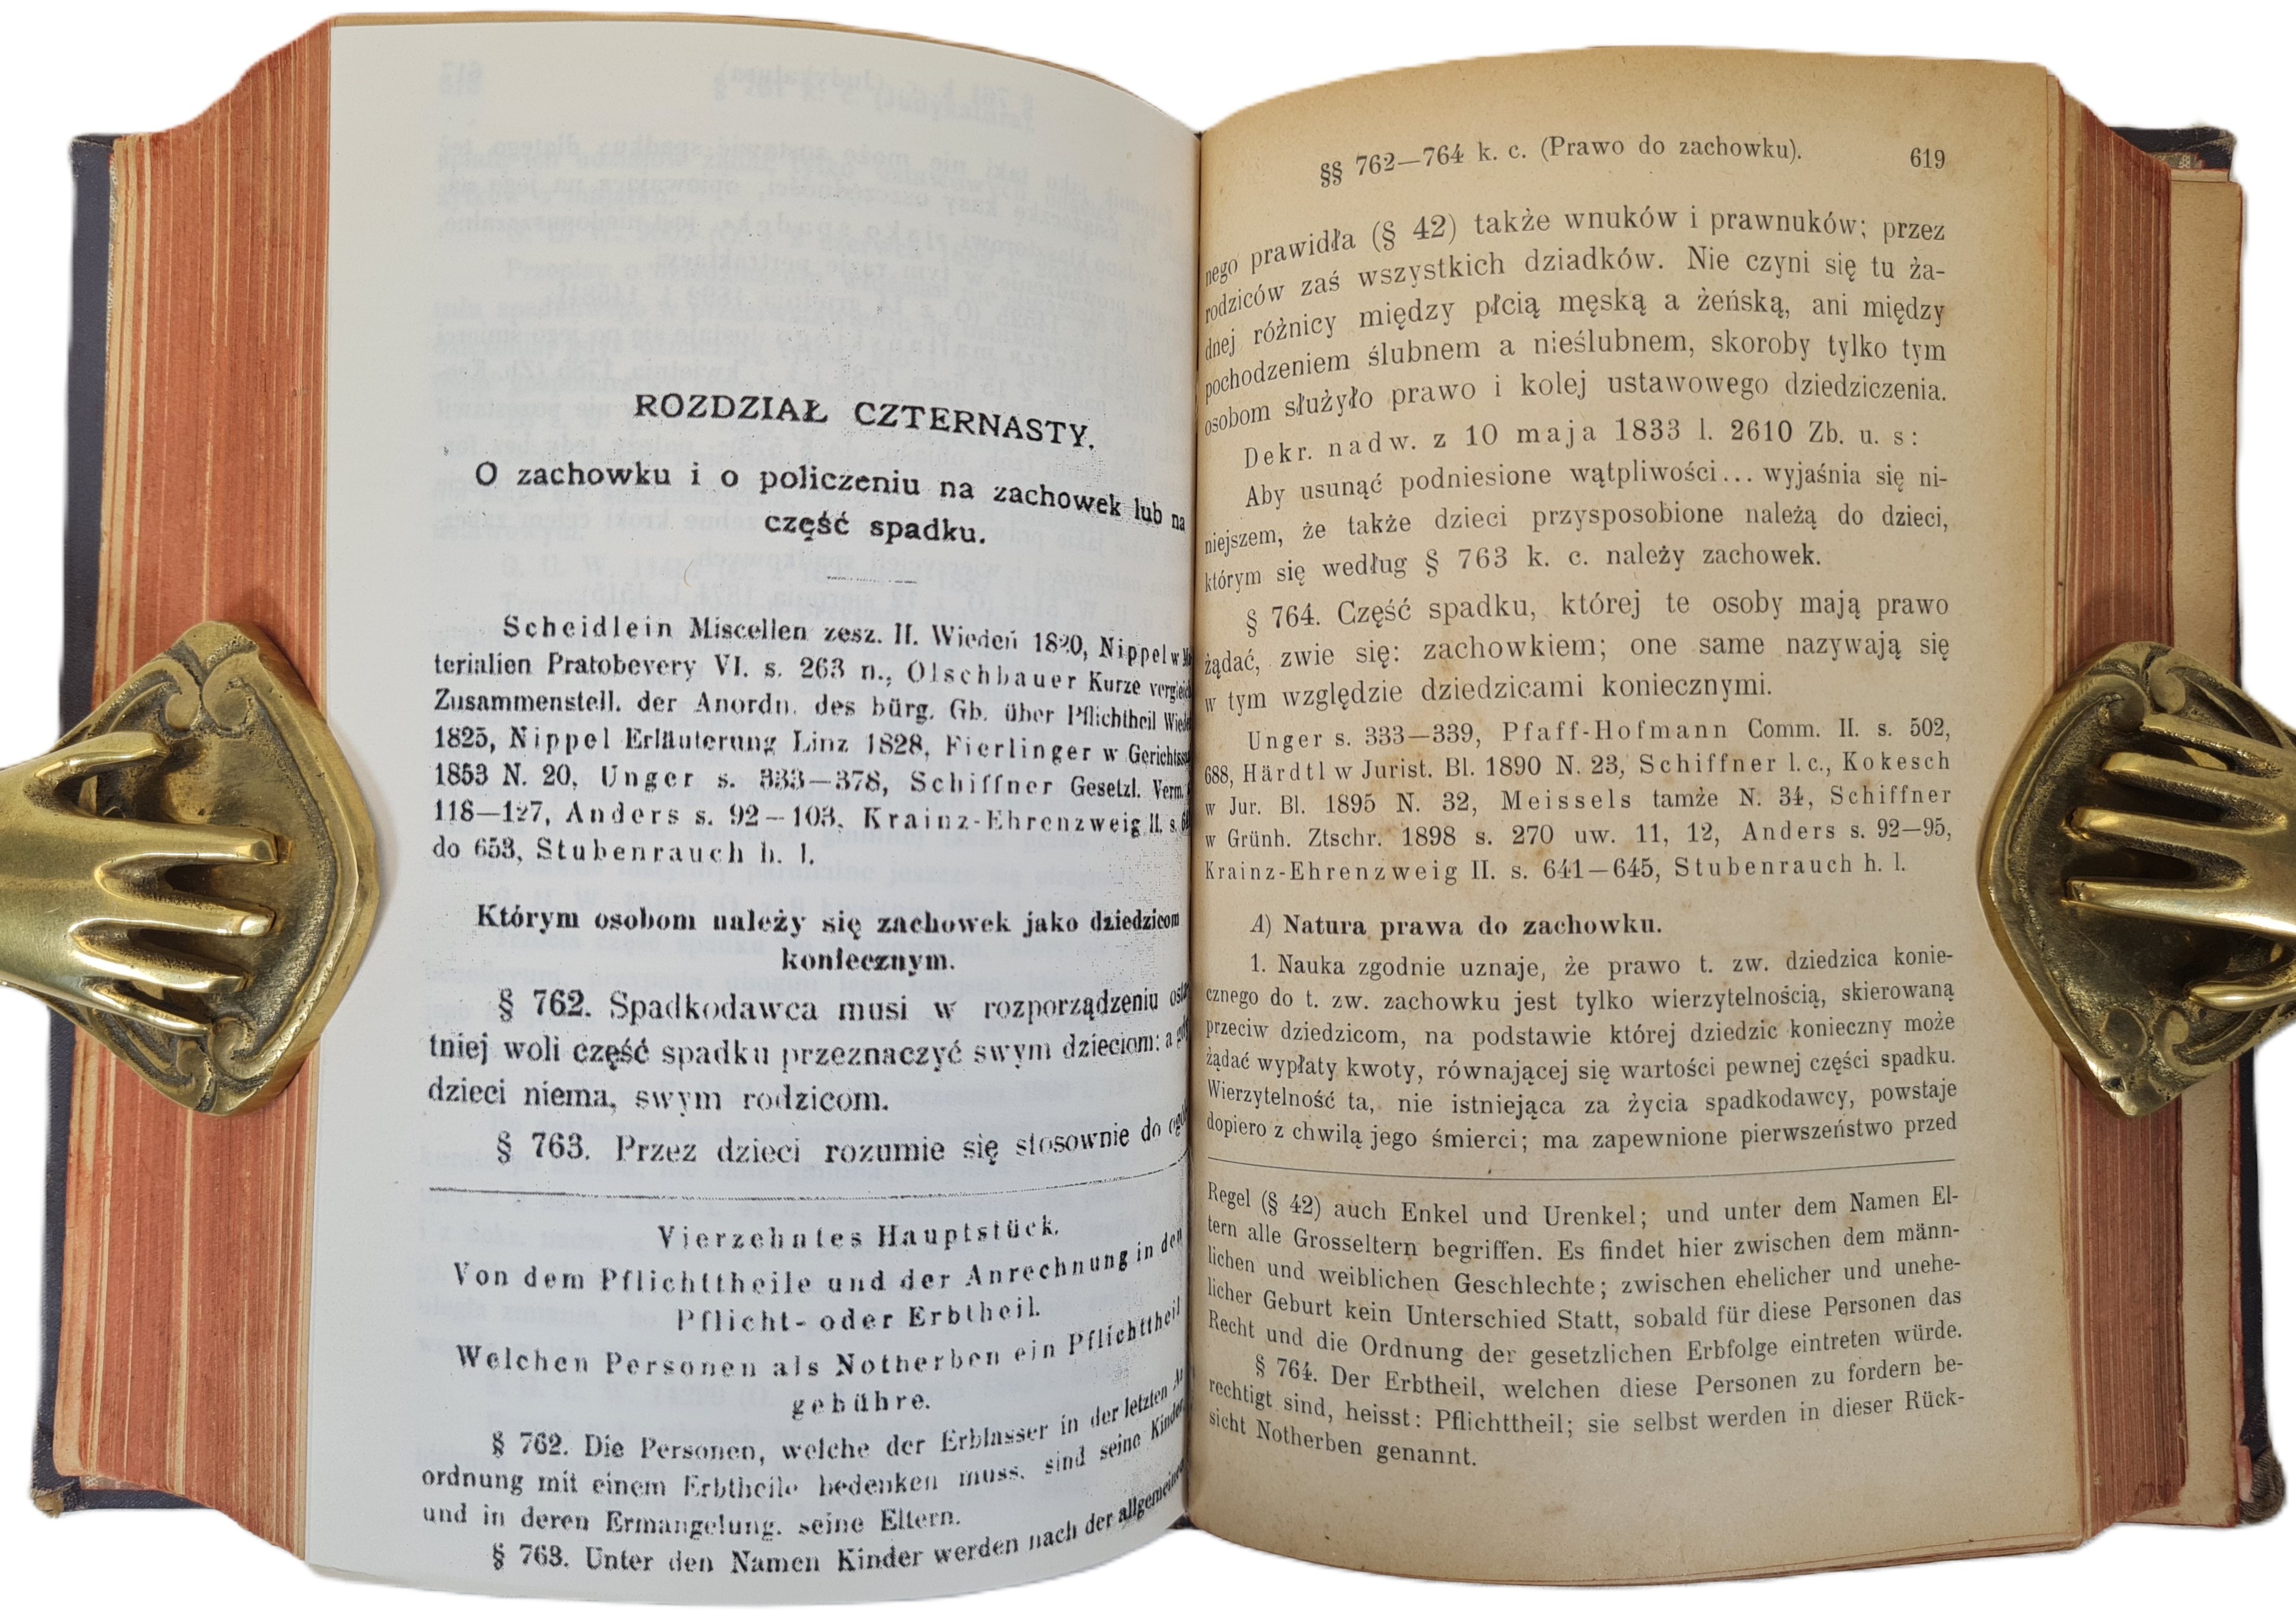 ROZDZIAŁ CZTERNASTY.
O zachowku i o policzeniu na zachowek lub na
część spadku.
Scheidlein Miscellen zesz. II. Wiedeń 1820, Nippel w
terialien Pratobevery VI. s. 263 n., Olschbauer Kurze
Zusammenstell. der Anordn. des bürg. Gb. über Pflichttheil
1825, Nippel Erläuterung Linz 1828, Fierlinger w
1853 N. 20, Unger s. 333—378, Schiffner Gesetzl. Verm.
118—127, Anders s. 92—103, Krainz-Ehrenzweig II. s.
do 653, Stubenrauch h. l.
Którym osobom należy się zachowek jako dziedzicom
koniecznym.
§ 762. Spadkodawca musi w rozporządzeniu
tniej woli część spadku przeznaczyć swym dzieciom: a
dzieci niema, swym rodzicom.
§ 763. Przez dzieci rozumie się stosownie do
Vierzehntes Hauptstück.
Von dem Pflichttheile und der Anrechnung in den
Pflicht- oder Erbtheil.
Welchen Personen als Notherben ein Pflichttheil
gebühre.
§ 762. Die Personen, welche der Erblasser in der letzten
ordnung mit einem Erbtheile bedenken muss, sind seine Kinder
und in deren Ermangelung, seine Eltern.
§ 763. Unter den Namen Kinder werden nach der allgemeinen
§§ 762—764 k. c. (Prawo do zachowku). 619
nego prawidła (§ 42) także wnuków i prawnuków; przez
rodziców zaś wszystkich dziadków. Nie czyni się tu ża-
dnej różnicy między płcią męską a żeńską, ani między
pochodzeniem ślubnem a nieślubnem, skoroby tylko tym
osobom służyło prawo i kolej ustawowego dziedziczenia.
Dekr. nadw. z 10 maja 1833 l. 2610 Zb. u. s:
Aby usunąć podniesione wątpliwości... wyjaśnia się ni-
niejszem, że także dzieci przysposobione należą do dzieci,
którym się według § 763 k. c. należy zachowek.
§ 764. Część spadku, której te osoby mają prawo
żądać, zwie się: zachowkiem; one same nazywają się
w tym względzie dziedzicami koniecznymi.
Unger s. 333—339, Pfaff-Hofmann Comm. II. s. 502,
688, Härdtl w Jurist. Bl. 1890 N. 23, Schiffner l. c., Kokesch
w Jur. Bl. 1895 N. 32, Meissels tamże N. 34, Schiffner
w Grünh. Ztschr. 1898 s. 270 uw. 11, 12, Anders s. 92—95,
Krainz-Ehrenzweig II. s. 641—645, Stubenrauch h. l.
A) Natura prawa do zachowku.
1. Nauka zgodnie uznaje, że prawo t. zw. dziedzica konie-
cznego do t. zw. zachowku jest tylko wierzytelnością, skierowaną
przeciw dziedzicom, na podstawie której dziedzic konieczny może
żądać wypłaty kwoty, równającej się wartości pewnej części spadku.
Wierzytelność ta, nie istniejąca za życia spadkodawcy, powstaje
dopiero z chwilą jego śmierci; ma zapewnione pierwszeństwo przed
Regel (§ 42) auch Enkel und Urenkel; und unter dem Namen El-
tern alle Grosseltern begriffen. Es findet hier zwischen dem männ-
lichen und weiblichen Geschlechte; zwischen ehelicher und unehe-
licher Geburt kein Unterschied Statt, sobald für diese Personen das
Recht und die Ordnung der gesetzlichen Erbfolge eintreten würde.
§ 764. Der Erbtheil, welchen diese Personen zu fordern be-
rechtigt sind, heisst: Pflichttheil; sie selbst werden in dieser Rück-
sicht Notherben genannt.